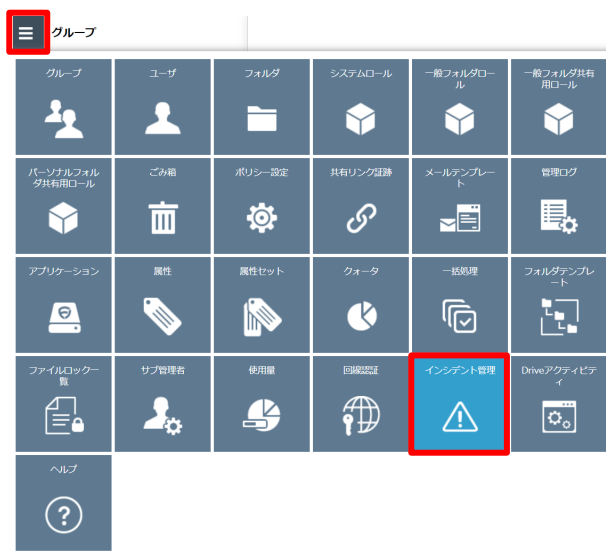 グループ
グループ
ユーザ
フォルダ
システムロール
一般フォルダロー
ル
一般フォルダ共有
用ロール
パーソナルフォル
ダ共有用ロール
ごみ箱
ポリシー設定
共有リンク証跡
メールテンプレー
ト
管理ログ
アプリケーション
属性
属性セット
クォータ
一括処理
フォルダテンプレ
ート
ファイルロック一
覧
サブ管理者
使用量
回線認証
インシデント管理
Driveアクティビテ
ィ
ヘルプ
?